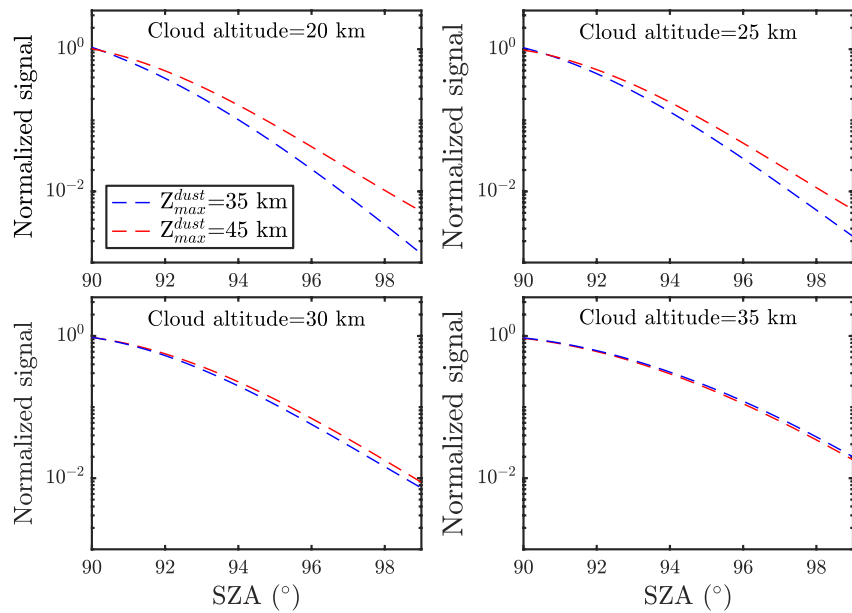 Cloud altitude=20 km
Normalized signal
10^0
10^-2
Z_max^dust=35 km
Z_max^dust=45 km
90 92 94 96 98
Cloud altitude=25 km
Normalized signal
10^0
10^-2
90 92 94 96 98
Cloud altitude=30 km
Normalized signal
10^0
10^-2
90 92 94 96 98
SZA (°)
Cloud altitude=35 km
Normalized signal
10^0
10^-2
90 92 94 96 98
SZA (°)